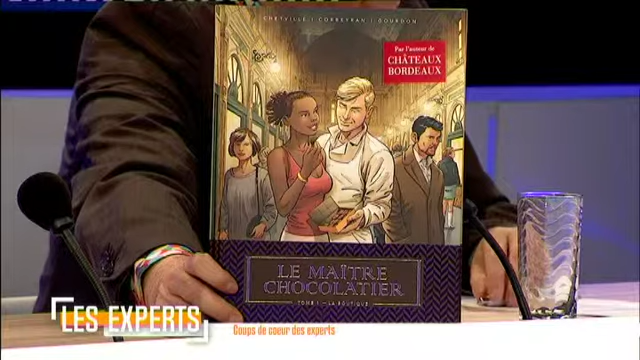 CHETVILLE | CORBEYRAN | GOURDON
Par l'auteur de
CHÂTEAUX
BORDEAUX
LE MAÎTRE
CHOCOLATIER
TOME 1 - LA BOUTIQUE
LES EXPERTS
Coups de coeur des experts